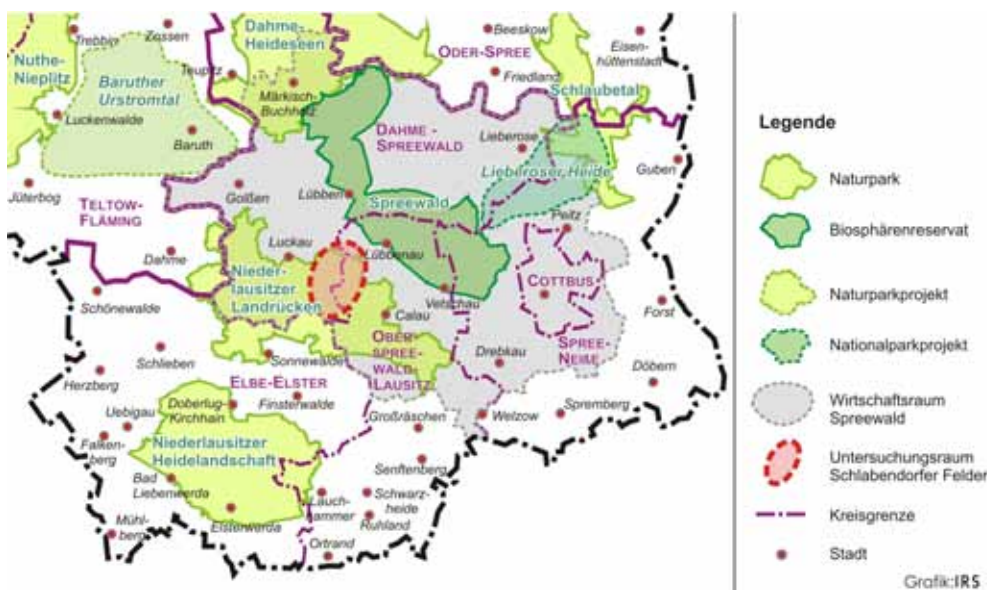 Trebbin
Zossen
Dahme-
Heideseen
Beeskow
ODER-SPREE
Eisen-
hüttenstadt
Nuthe-
Nieplitz
Teupitz
Friedland
Baruther
Urstromtal
Märkisch-
Buchholz
Schlaubetal
Luckenwalde
Baruth
DAHME-
SPREEWALD
Lieberose
Lieberoser Heide
Guben
Jüterbog
Golßen
Lübben
Spreewald
TELTOW-
FLÄMING
Peitz
Luckau
Lübbenau
Dahme
Nieder-
lausitzer
Landrücken
COTTBUS
Schönewalde
Vetschau
Calau
Forst
OBER-
SPREE-
WALD-
LAUSITZ
SPREE-
NEIßE
Schlieben
Sonnewalde
Drebkau
Döbern
Herzberg
ELBE-ELSTER
Doberlug-
Kirchhain
Finsterwalde
Großräschen
Welzow
Spremberg
Uebigau
Falken-
berg
Niederlausitzer
Heidelandschaft
Bad
Liebenwerda
Senftenberg
Lauch-
hammer
Schwarz-
heide
Ruhland
Elsterwerda
Mühl-
berg
Ortrand
Legende
Naturpark
Biosphärenreservat
Naturparkprojekt
Nationalparkprojekt
Wirtschaftsraum
Spreewald
Untersuchungsraum
Schlabendorfer Felder
Kreisgrenze
Stadt
Grafik:IRS